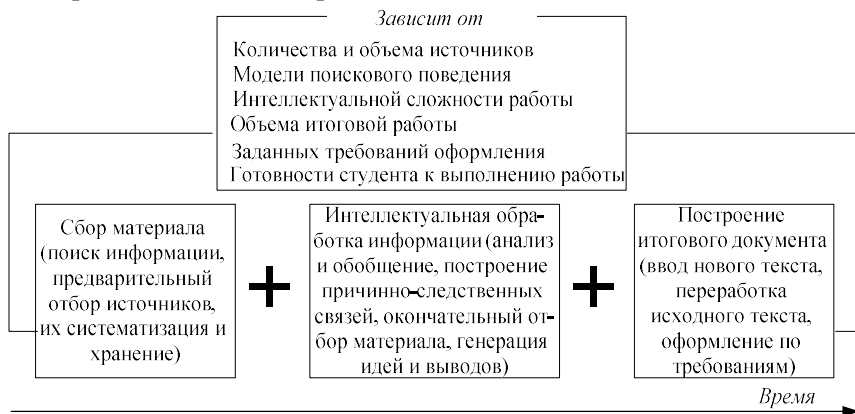 Зависит от
Количества и объема источников
Модели поискового поведения
Интеллектуальной сложности работы
Объема итоговой работы
Заданных требований оформления
Готовности студента к выполнению работы
Сбор материала
(поиск информации,
предварительный
отбор источников,
их систематизация и
хранение)
+
Интеллектуальная обра-
ботка информации (анализ
и обобщение, построение
причинно-следственных
связей, окончательный от-
бор материала, генерация
идей и выводов)
+
Построение
итогового документа
(ввод нового текста,
переработка
исходного текста,
оформление по
требованиям)
Время